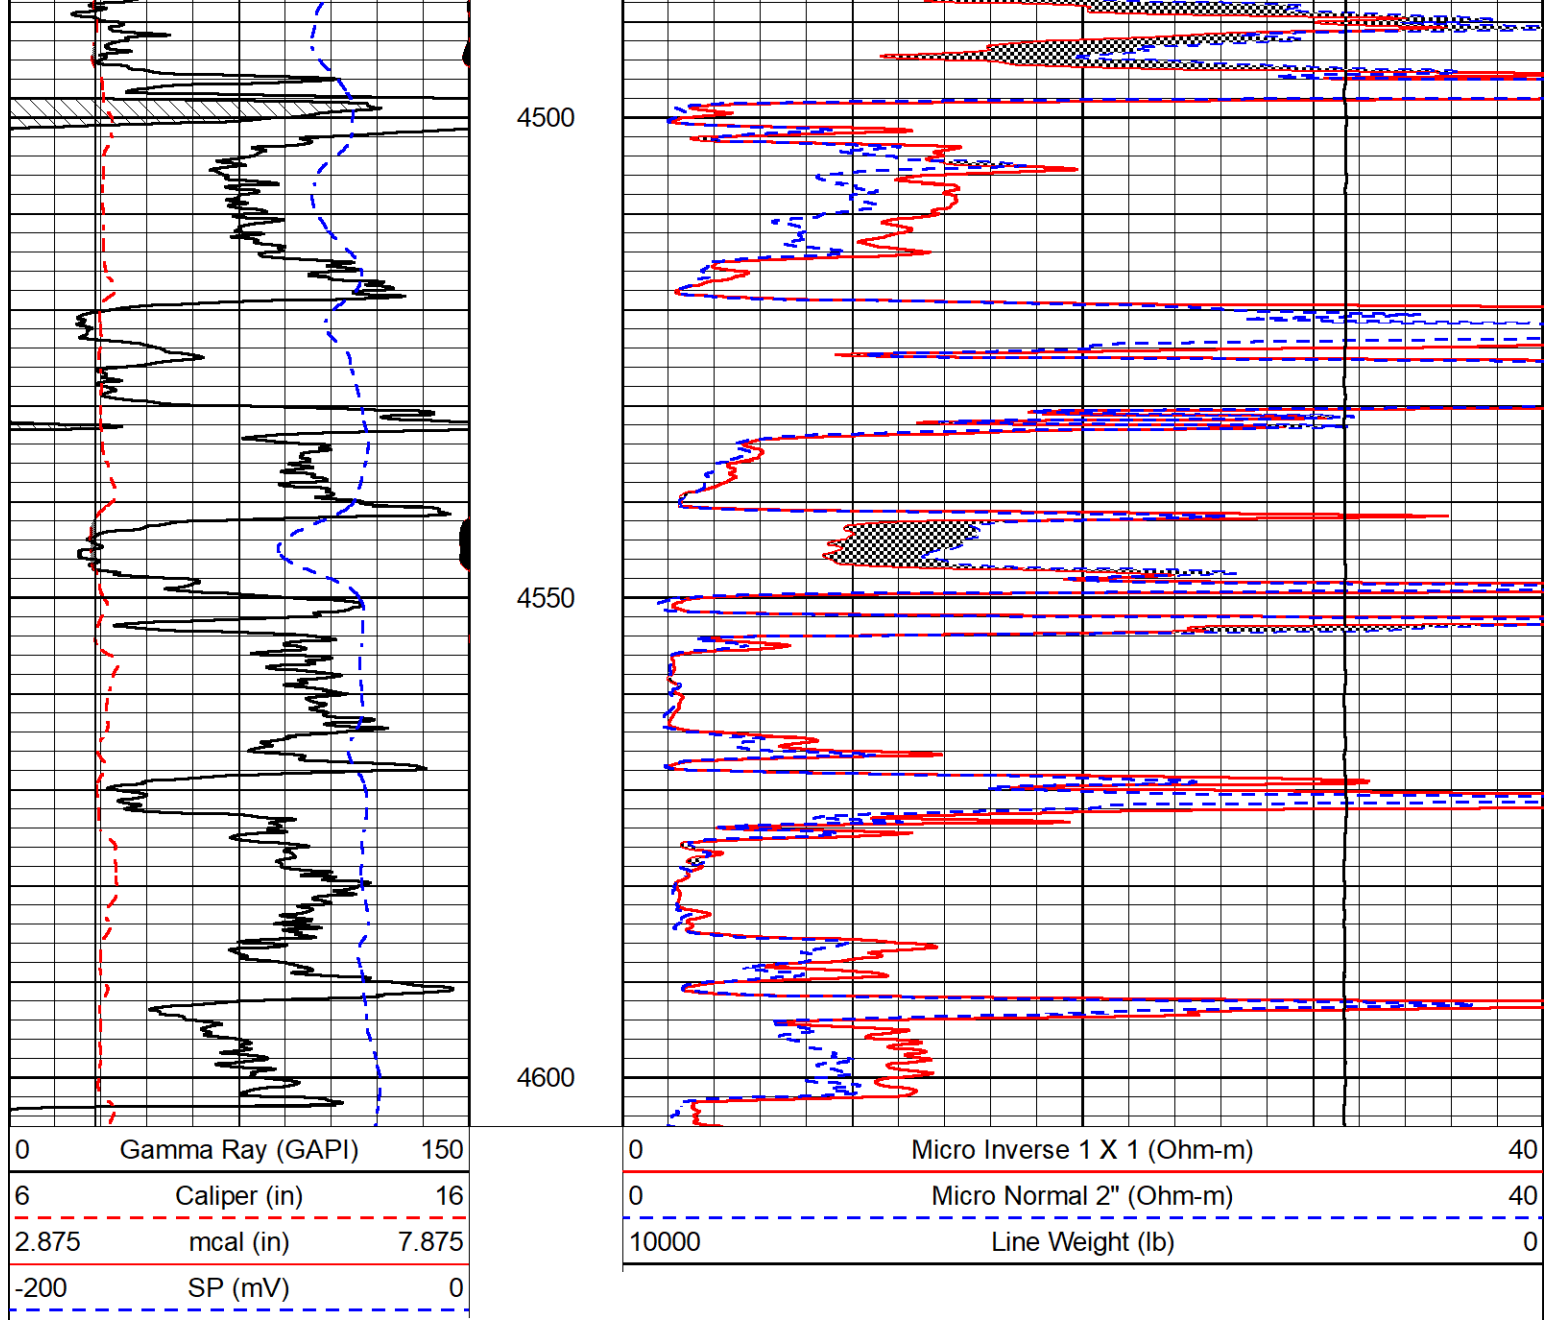 4500
4550
4600
0 Gamma Ray (GAPI) 150
6 Caliper (in) 16
2.875 mcal (in) 7.875
-200 SP (mV) 0
0 Micro Inverse 1 X 1 (Ohm-m) 40
0 Micro Normal 2" (Ohm-m) 40
10000 Line Weight (lb) 0